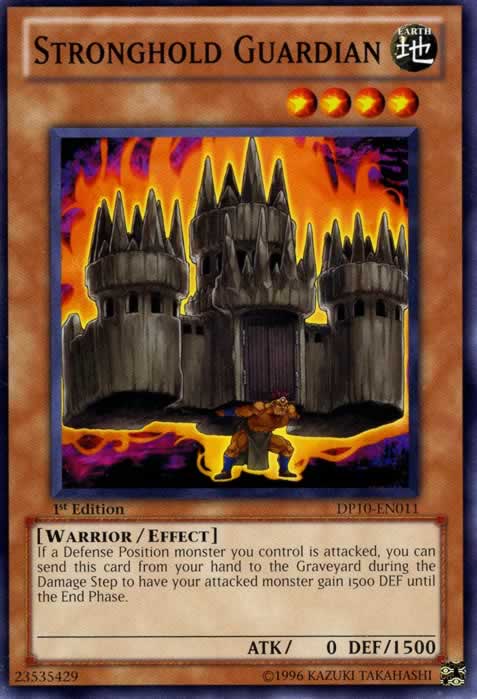 STRONGHOLD GUARDIAN
EARTH
地
1st Edition
DP10-EN011
[WARRIOR / EFFECT]
If a Defense Position monster you control is attacked, you can
send this card from your hand to the Graveyard during the
Damage Step to have your attacked monster gain 1500 DEF until
the End Phase.
ATK/ 0 DEF/1500
23535429
©1996 KAZUKI TAKAHASHI